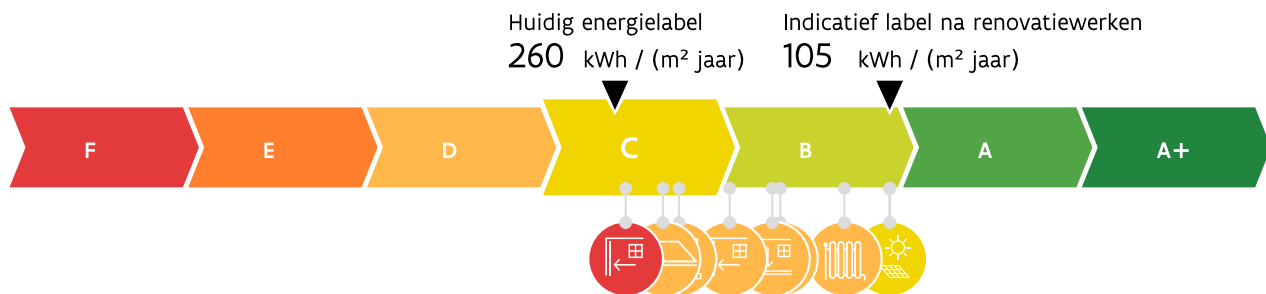 Huidig energielabel
260 kWh / (m² jaar)
Indicatief label na renovatiewerken
105 kWh / (m² jaar)
F E D C B A A+